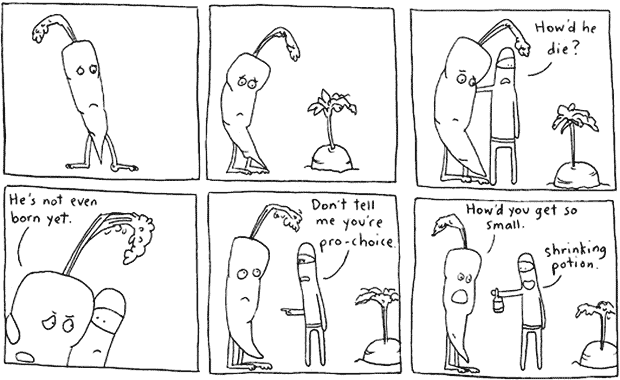 How'd he
die?
He's not even
born yet.
Don't tell
me you're
pro-choice.
How'd you get so
small.
shrinking
potion.